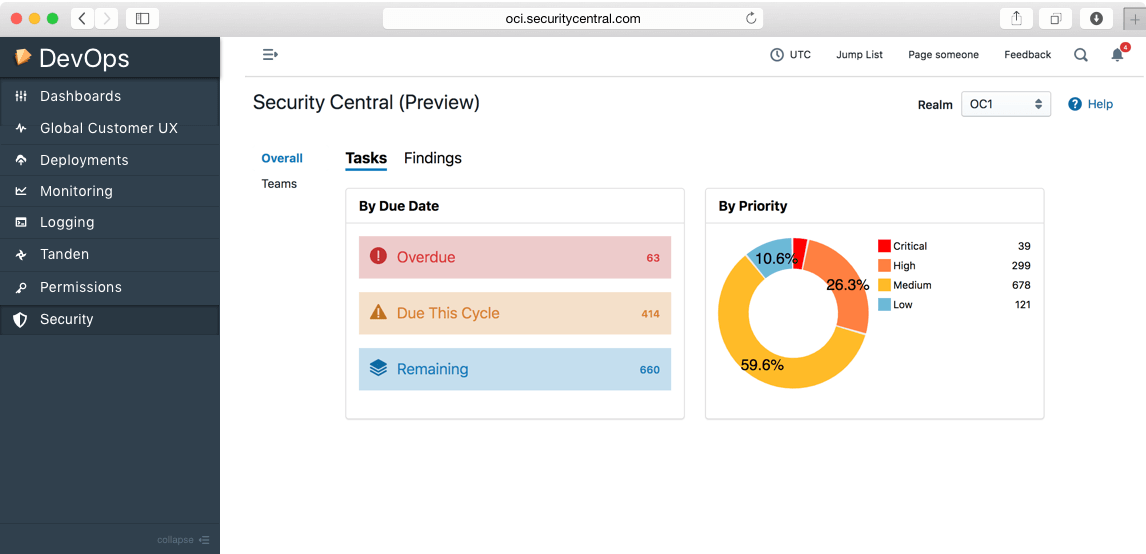 oci.securitycentral.com
DevOps
Dashboards
Global Customer UX
Deployments
Monitoring
Logging
Tanden
Permissions
Security
collapse
UTC Jump List Page someone Feedback 4
Security Central (Preview)
Realm OC1 ? Help
Overall
Teams
Tasks Findings
By Due Date
! Overdue 63
! Due This Cycle 414
Remaining 660
By Priority
10.6%
26.3%
59.6%
Critical 39
High 299
Medium 678
Low 121